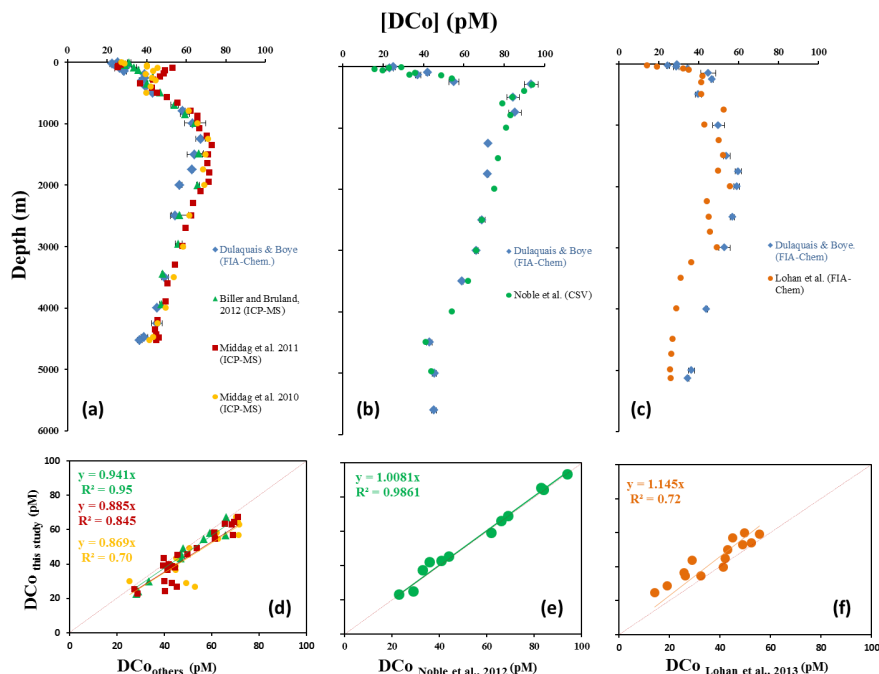 [DCo] (pM)
0 20 40 60 80 100
0 20 40 60 80 100
0 20 40 60 80 100
Depth (m)
0
1000
2000
3000
4000
5000
6000
Dulaquais & Boye
(FIA-Chem.)
Biller and Bruland,
2012 (ICP-MS)
Middag et al. 2011
(ICP-MS)
Middag et al. 2010
(ICP-MS)
(a)
Dulaquais & Boye
(FIA-Chem)
Noble et al. (CSV)
(b)
Dulaquais & Boye.
(FIA-Chem)
Lohan et al. (FIA-
Chem)
(c)
DCo this study (pM)
100
80
60
40
20
0
y = 0.941x
R² = 0.95
y = 0.885x
R² = 0.845
y = 0.869x
R² = 0.70
(d)
0 20 40 60 80 100
DCo others (pM)
y = 1.0081x
R² = 0.9861
(e)
0 20 40 60 80 100
DCo Noble et al., 2012 (pM)
y = 1.145x
R² = 0.72
(f)
0 20 40 60 80 100
DCo Lohan et al., 2013 (pM)